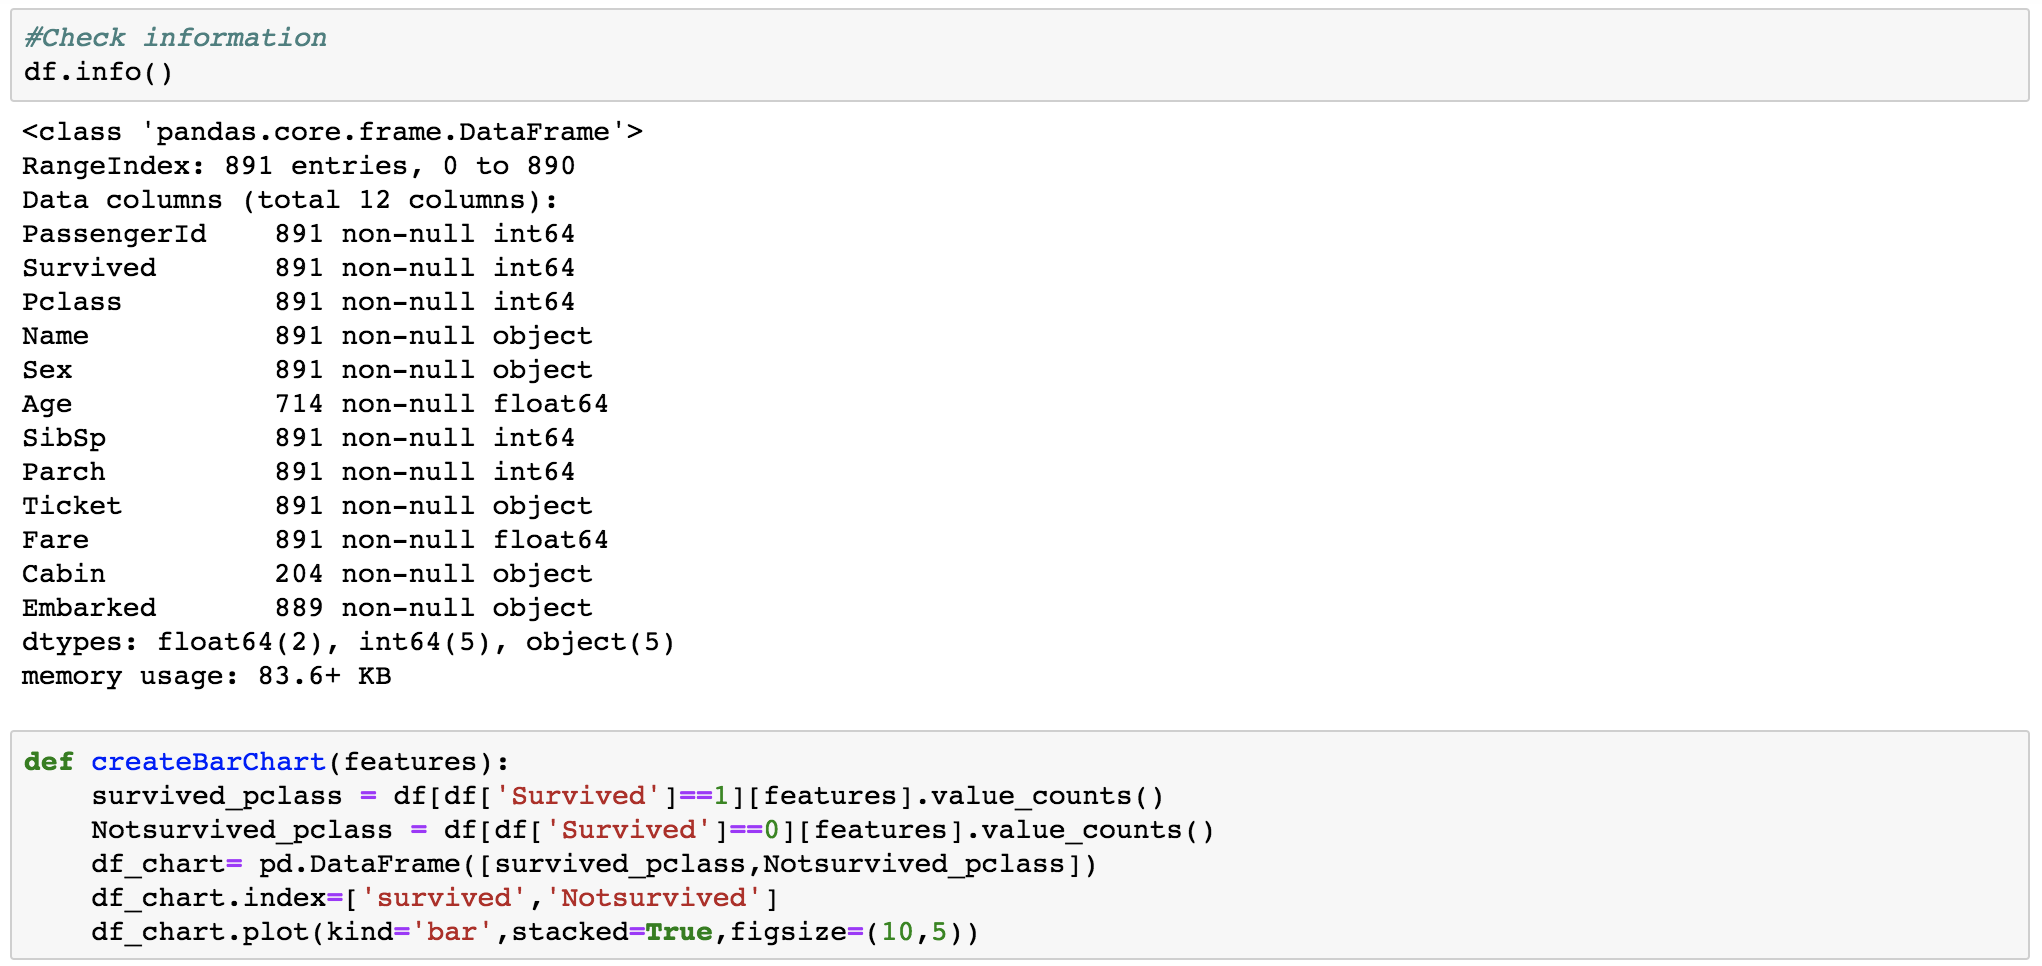 #Check information
df.info()
<class 'pandas.core.frame.DataFrame'>
RangeIndex: 891 entries, 0 to 890
Data columns (total 12 columns):
PassengerId    891 non-null int64
Survived       891 non-null int64
Pclass         891 non-null int64
Name           891 non-null object
Sex            891 non-null object
Age            714 non-null float64
SibSp          891 non-null int64
Parch          891 non-null int64
Ticket         891 non-null object
Fare           891 non-null float64
Cabin          204 non-null object
Embarked       889 non-null object
dtypes: float64(2), int64(5), object(5)
memory usage: 83.6+ KB
def createBarChart(features):
    survived_pclass = df[df['Survived']==1][features].value_counts()
    Notsurvived_pclass = df[df['Survived']==0][features].value_counts()
    df_chart= pd.DataFrame([survived_pclass,Notsurvived_pclass])
    df_chart.index=['survived','Notsurvived']
    df_chart.plot(kind='bar',stacked=True,figsize=(10,5))